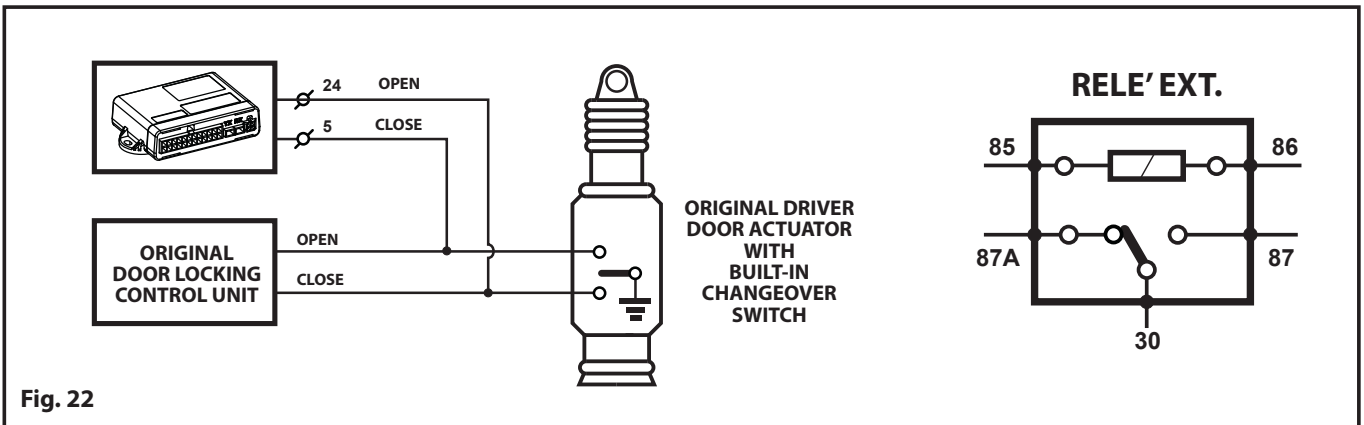 24 OPEN
5 CLOSE
ORIGINAL
DOOR LOCKING
CONTROL UNIT
OPEN
CLOSE
ORIGINAL DRIVER
DOOR ACTUATOR
WITH
BUILT-IN
CHANGEOVER
SWITCH
RELE' EXT.
85
86
87A
87
30
Fig. 22